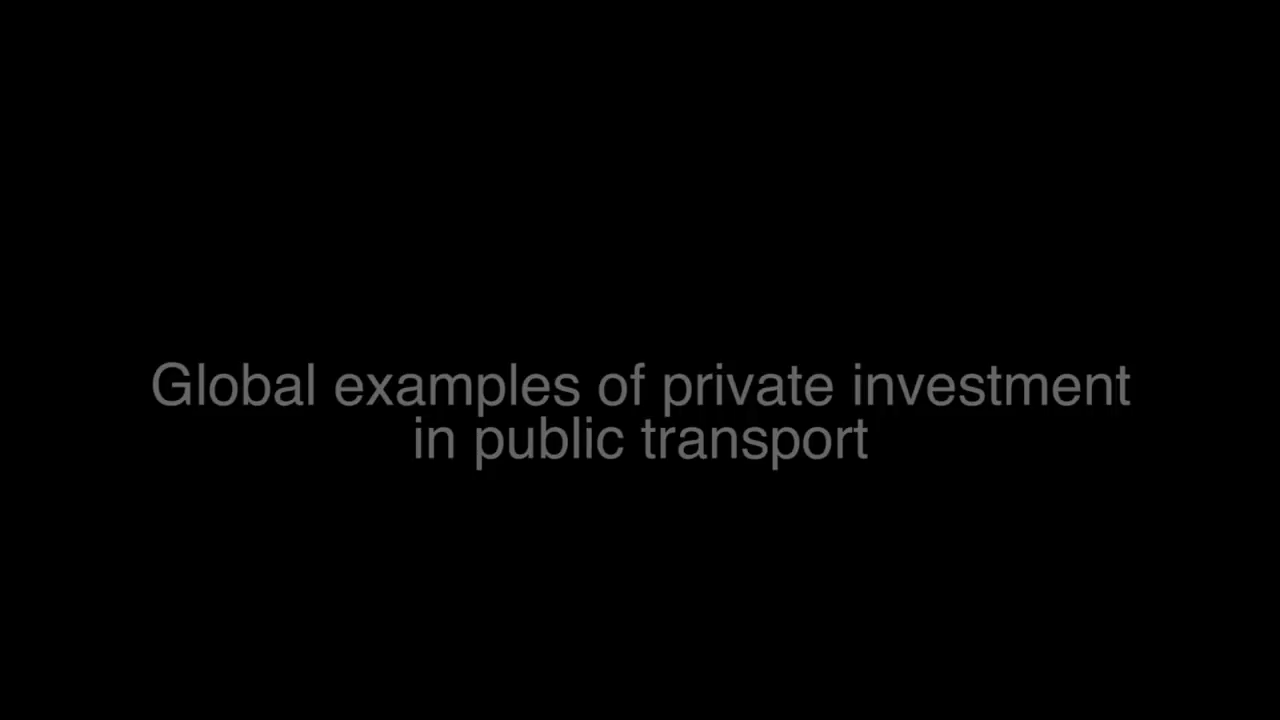 Global examples of private investment
in public transport